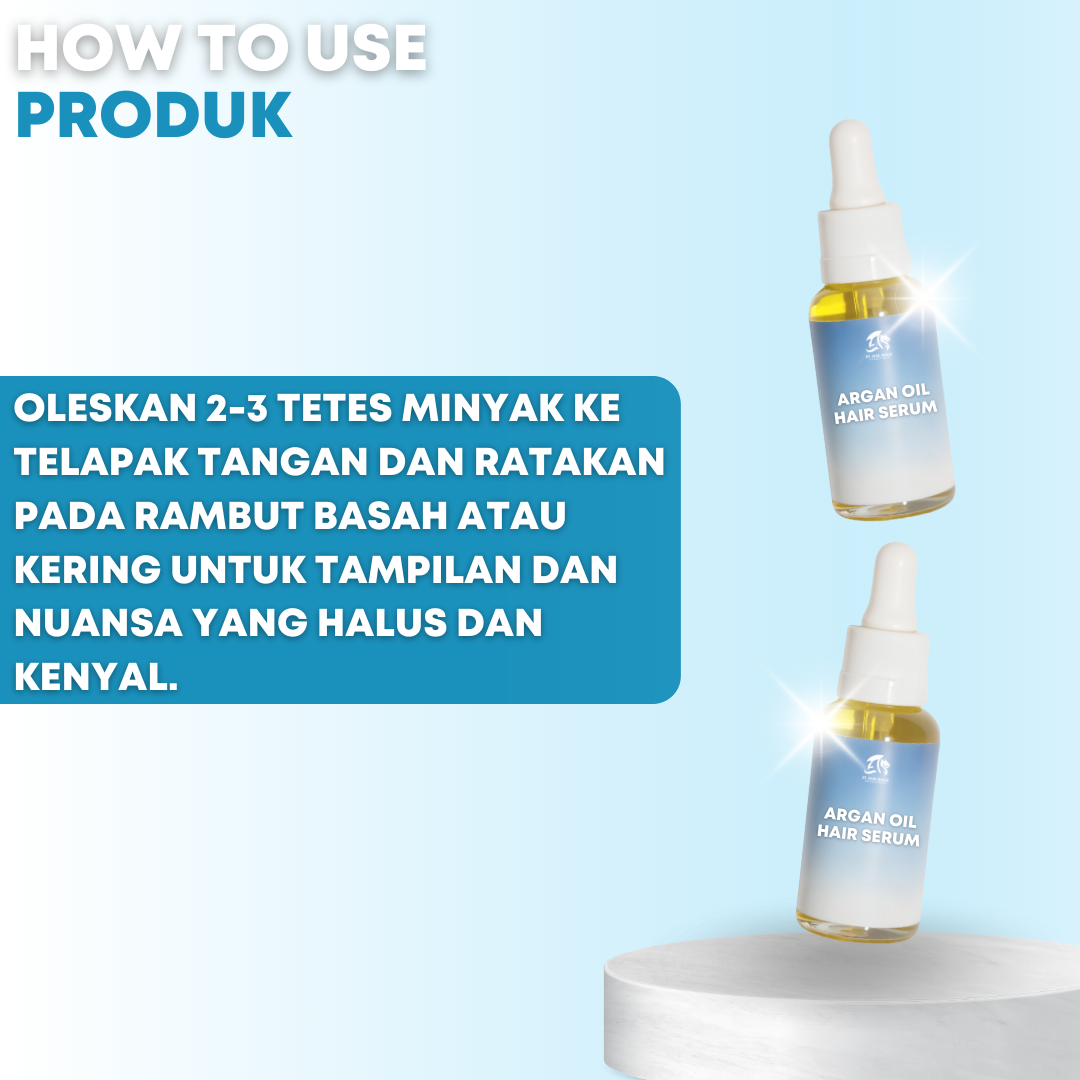 HOW TO USE
PRODUK
OLESKAN 2-3 TETES MINYAK KE
TELAPAK TANGAN DAN RATAKAN
PADA RAMBUT BASAH ATAU
KERING UNTUK TAMPILAN DAN
NUANSA YANG HALUS DAN
KENYAL.
ARGAN OIL
HAIR SERUM
ARGAN OIL
HAIR SERUM